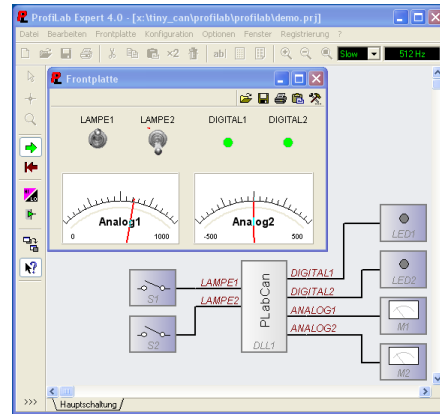 ProfiLab Expert 4.0 - [x:\tiny_can\profilab\profilab\demo.prj]
Datei Bearbeiten Frontplatte Konfiguration Optionen Fenster Registrierung ?
×2 ab| Slow 512 Hz
Frontplatte
LAMPE1 LAMPE2 DIGITAL1 DIGITAL2
Analog1 Analog2
0 1000 -500 500
LED1
LAMPE1 DIGITAL1
S1
LAMPE2 DIGITAL2
LED2
PLabCan
ANALOG1
M1
ANALOG2
S2 DLL1
M2
>>> Hauptschaltung